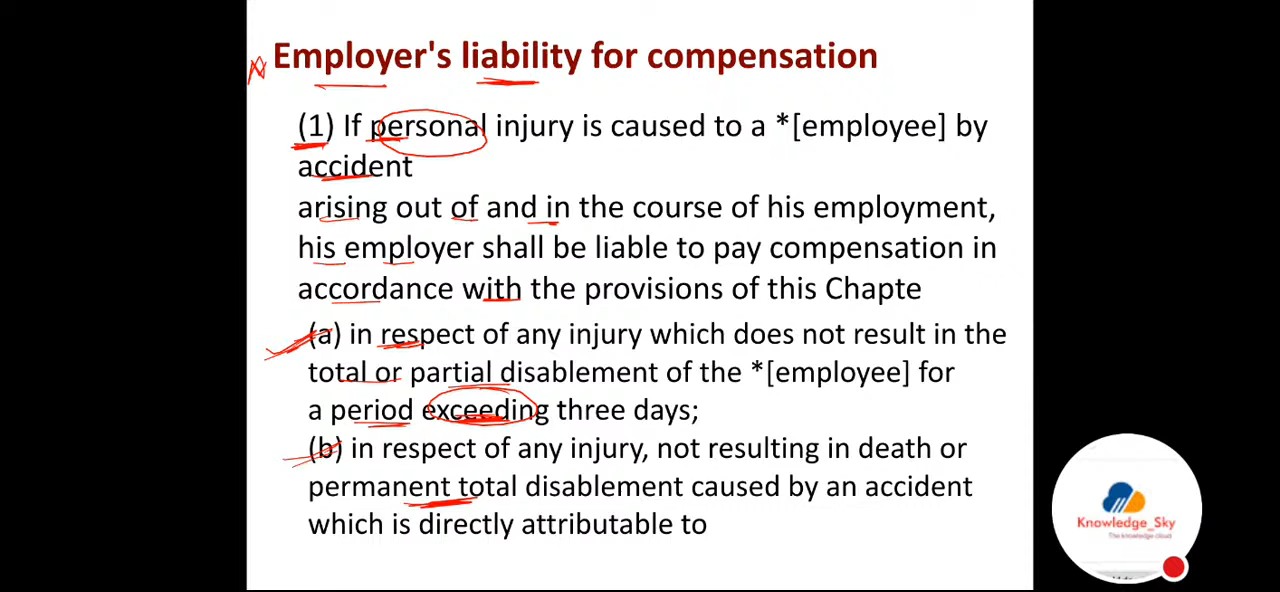 Employer's liability for compensation
(1) If personal injury is caused to a *[employee] by
accident
arising out of and in the course of his employment,
his employer shall be liable to pay compensation in
accordance with the provisions of this Chapte
(a) in respect of any injury which does not result in the
total or partial disablement of the *[employee] for
a period exceeding three days;
(b) in respect of any injury, not resulting in death or
permanent total disablement caused by an accident
which is directly attributable to
Knowledge_Sky
The knowledge cloud